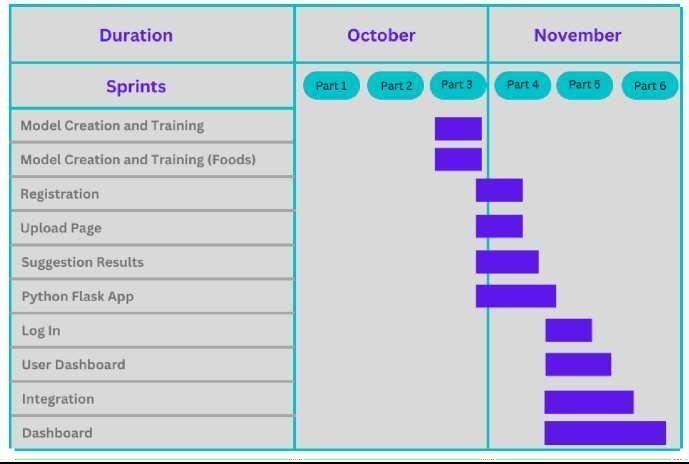 Duration October November
Sprints Part 1 Part 2 Part 3 Part 4 Part 5 Part 6
Model Creation and Training
Model Creation and Training (Foods)
Registration
Upload Page
Suggestion Results
Python Flask App
Log In
User Dashboard
Integration
Dashboard